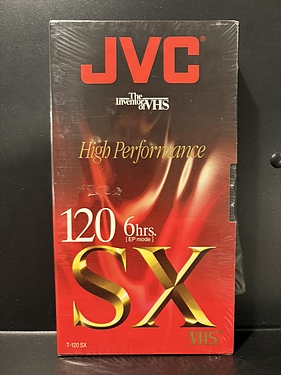 JVC®
The
Inventor
of VHS
High Performance
120 6hrs.
[EP mode]
SX
VHS
T-120 SX